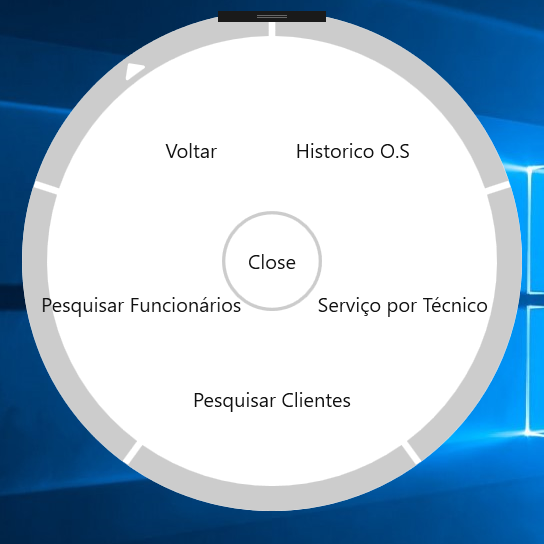 Voltar
Historico O.S
Close
Pesquisar Funcionários
Serviço por Técnico
Pesquisar Clientes